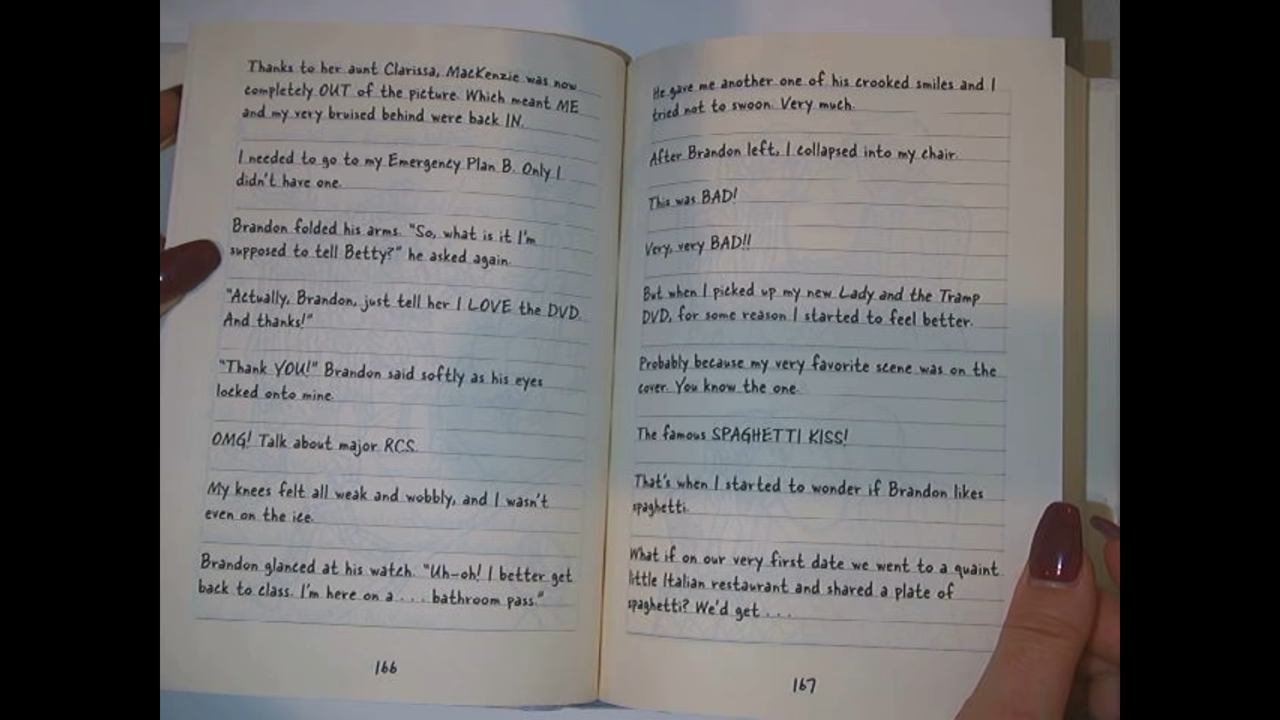 Thanks to her aunt Clarissa, MacKenzie was now
completely OUT of the picture. Which meant ME
and my very bruised behind were back IN.
I needed to go to my Emergency Plan B. Only I
didn't have one.
Brandon folded his arms. "So, what is it I'm
supposed to tell Betty?" he asked again.
"Actually, Brandon, just tell her I LOVE the DVD.
And thanks!"
"Thank YOU!" Brandon said softly as his eyes
locked onto mine.
OMG! Talk about major RCS.
My knees felt all weak and wobbly, and I wasn't
even on the ice.
Brandon glanced at his watch. "Uh-oh! I better get
back to class. I'm here on a . . . bathroom pass."
166
He gave me another one of his crooked smiles and I
tried not to swoon. Very much.
After Brandon left, I collapsed into my chair.
This was BAD!
Very, very BAD!!
But when I picked up my new Lady and the Tramp
DVD, for some reason I started to feel better.
Probably because my very favorite scene was on the
cover. You know the one.
The famous SPAGHETTI KISS!
That's when I started to wonder if Brandon likes
spaghetti.
What if on our very first date we went to a quaint
little Italian restaurant and shared a plate of
spaghetti? We'd get . . .
167